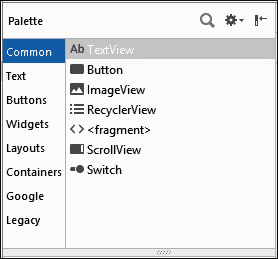 Palette
Common
Text
Buttons
Widgets
Layouts
Containers
Google
Legacy
Ab TextView
Button
ImageView
RecyclerView
<> <fragment>
ScrollView
Switch